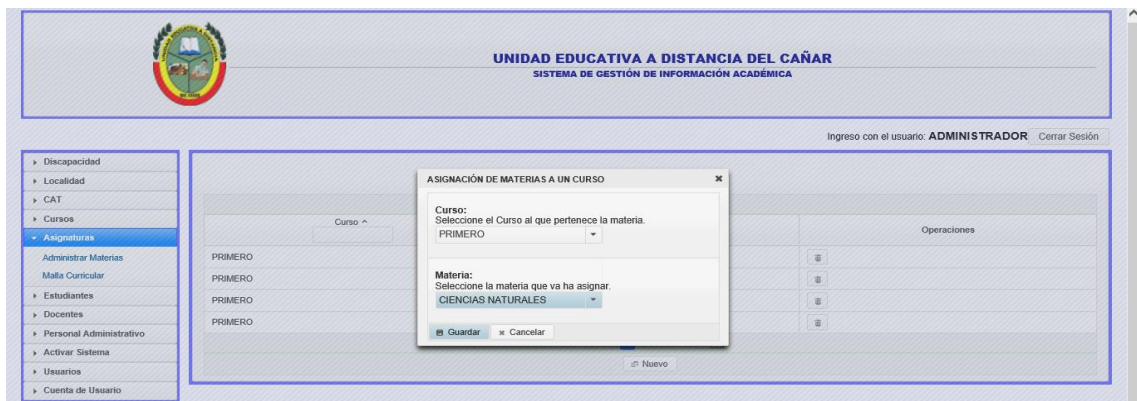 UNIDAD EDUCATIVA A DISTANCIA DEL CAÑAR
SISTEMA DE GESTIÓN DE INFORMACIÓN ACADÉMICA
Ingreso con el usuario: ADMINISTRADOR Cerrar Sesión
Discapacidad
Localidad
CAT
Cursos
Asignaturas
Administrar Materias
Malla Curricular
Estudiantes
Docentes
Personal Administrativo
Activar Sistema
Usuarios
Cuenta de Usuario
Curso
Operaciones
PRIMERO
PRIMERO
PRIMERO
PRIMERO
Nuevo
ASIGNACIÓN DE MATERIAS A UN CURSO
Curso:
Seleccione el Curso al que pertenece la materia.
PRIMERO
Materia:
Seleccione la materia que va ha asignar.
CIENCIAS NATURALES
Guardar Cancelar